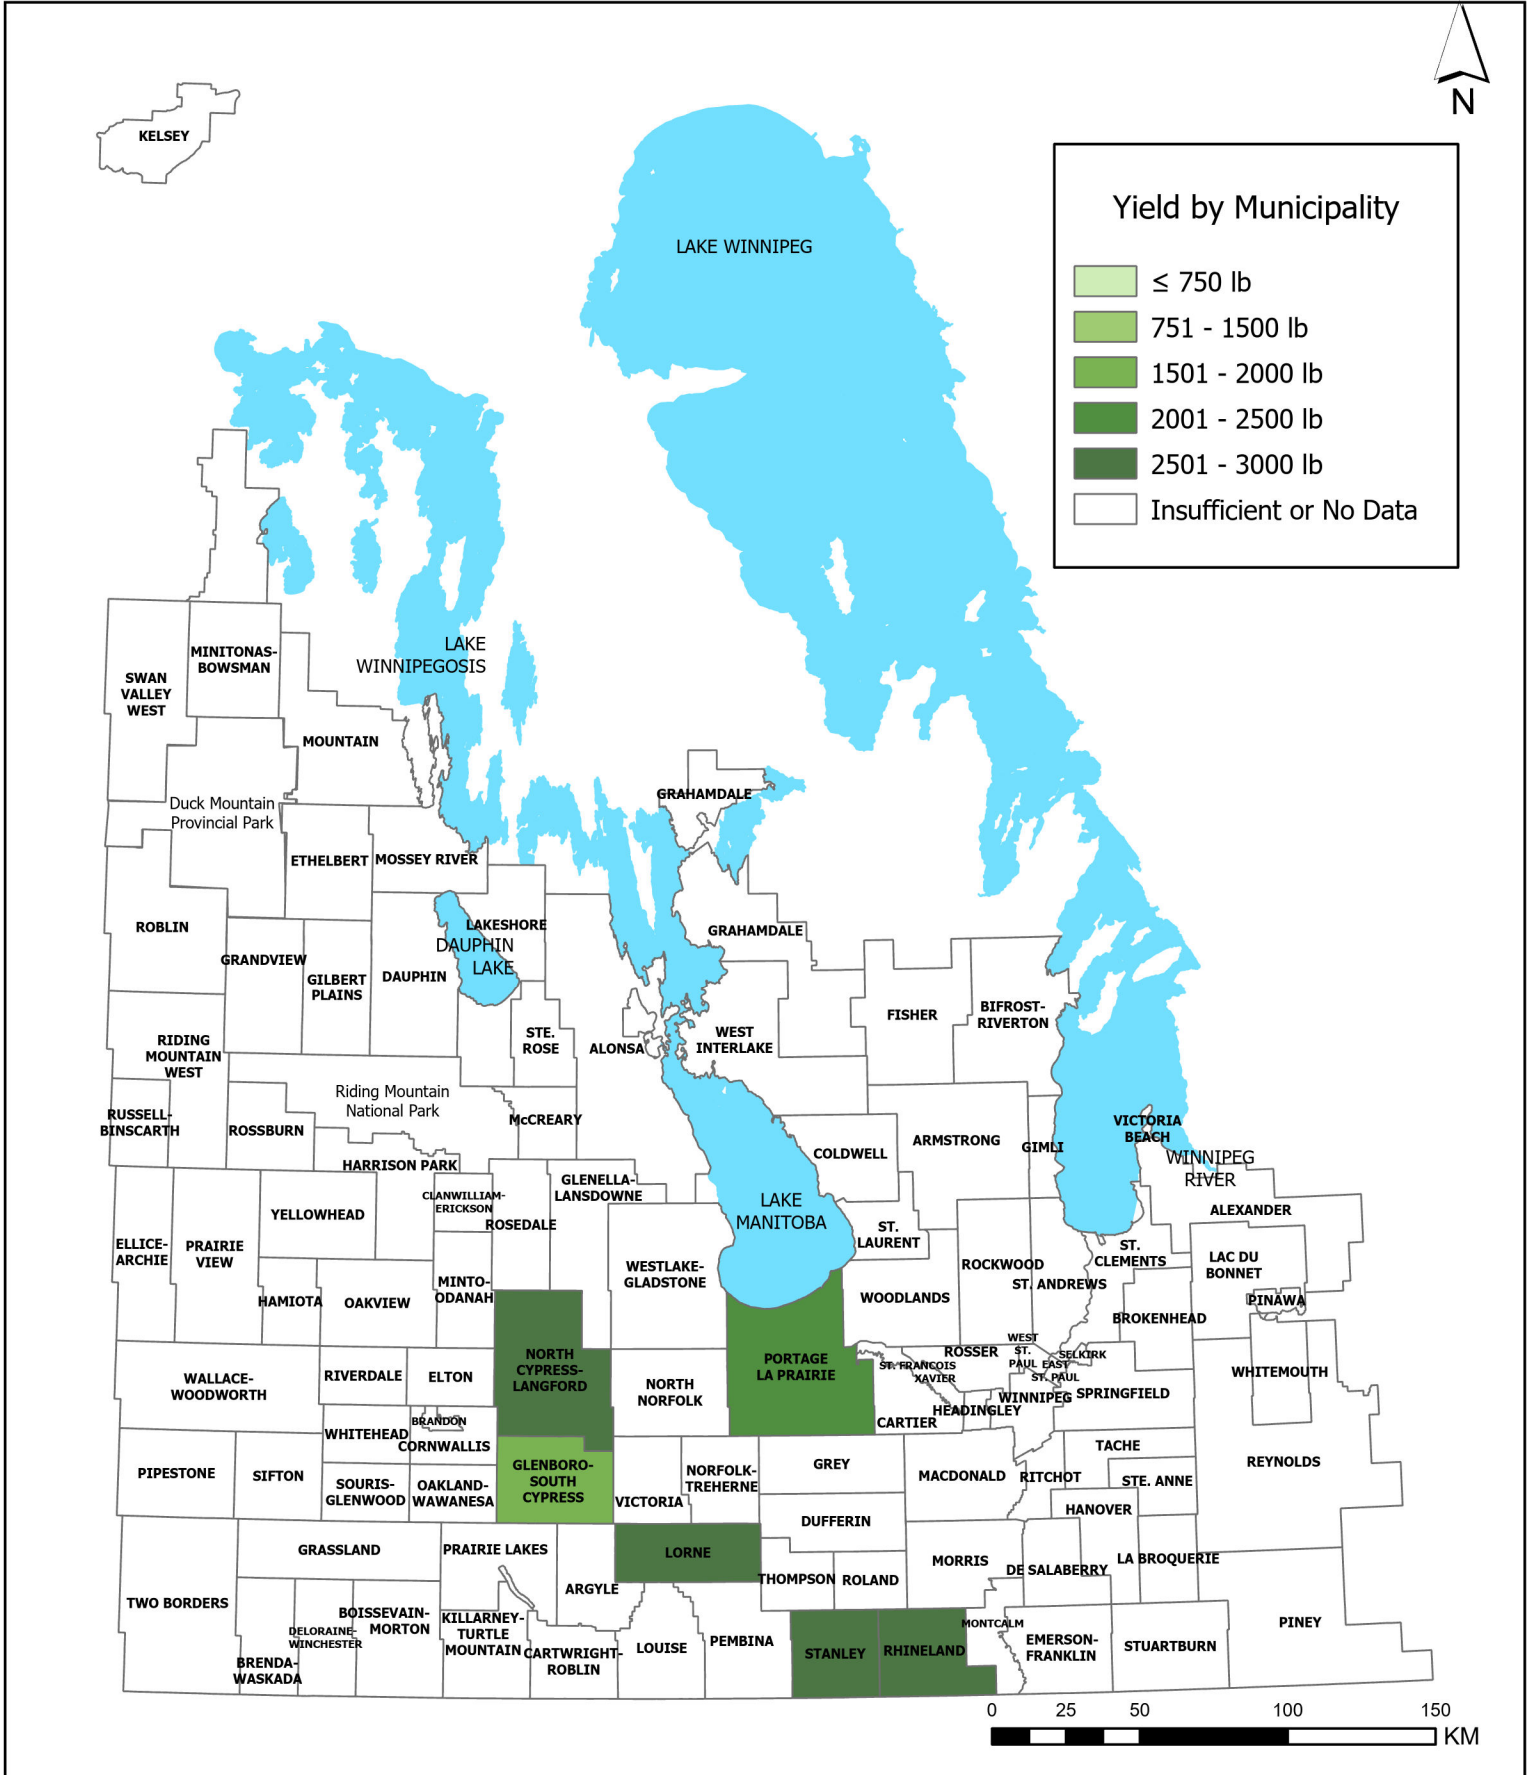 N
KELSEY
Yield by Municipality
≤ 750 lb
751 - 1500 lb
1501 - 2000 lb
2001 - 2500 lb
2501 - 3000 lb
Insufficient or No Data
LAKE WINNIPEG
LAKE
WINNIPEGOSIS
MINITONAS-
BOWSMAN
SWAN
VALLEY
WEST
MOUNTAIN
Duck Mountain
Provincial Park
GRAHAMDALE
ETHELBERT
MOSSEY RIVER
ROBLIN
LAKESHORE
DAUPHIN
LAKE
GRAHAMDALE
GRANDVIEW
GILBERT
PLAINS
DAUPHIN
FISHER
BIFROST-
RIVERTON
STE.
ROSE
ALONSA
WEST
INTERLAKE
RIDING
MOUNTAIN
WEST
Riding Mountain
National Park
RUSSELL-
BINSCARTH
ROSSBURN
McCREARY
VICTORIA
BEACH
ARMSTRONG
GIMLI
COLDWELL
HARRISON PARK
WINNIPEG
RIVER
GLENELLA-
LANSDOWNE
CLANWILLIAM-
ERICKSON
ROSEDALE
YELLOWHEAD
LAKE
MANITOBA
ALEXANDER
ST.
LAURENT
ELLICE-
ARCHIE
PRAIRIE
VIEW
ST.
CLEMENTS
LAC DU
BONNET
WESTLAKE-
GLADSTONE
ROCKWOOD
ST. ANDREWS
MINTO-
ODANAH
HAMIOTA
OAKVIEW
WOODLANDS
PINAWA
BROKENHEAD
NORTH
CYPRESS-
LANGFORD
PORTAGE
LA PRAIRIE
ST. FRANCOIS
XAVIER
ROSSER
WEST
ST.
PAUL
EAST
ST. PAUL
SELKIRK
WHITEMOUTH
WALLACE-
WOODWORTH
RIVERDALE
ELTON
NORTH
NORFOLK
WINNIPEG
SPRINGFIELD
HEADINGLEY
CARTIER
BRANDON
WHITEHEAD
CORNWALLIS
TACHE
PIPESTONE
SIFTON
SOURIS-
GLENWOOD
OAKLAND-
WAWANESA
GLENBORO-
SOUTH
CYPRESS
VICTORIA
NORFOLK-
TREHERNE
GREY
MACDONALD
RITCHOT
STE. ANNE
REYNOLDS
HANOVER
DUFFERIN
GRASSLAND
PRAIRIE LAKES
LORNE
MORRIS
DE SALABERRY
LA BROQUERIE
ARGYLE
THOMPSON
ROLAND
TWO BORDERS
BOISSEVAIN-
MORTON
DELORAINE-
WINCHESTER
BRENDA-
WASKADA
KILLARNEY-
TURTLE
MOUNTAIN
CARTWRIGHT-
ROBLIN
LOUISE
PEMBINA
STANLEY
RHINELAND
MONTCALM
EMERSON-
FRANKLIN
STUARTBURN
PINEY
0 25 50 100 150
KM